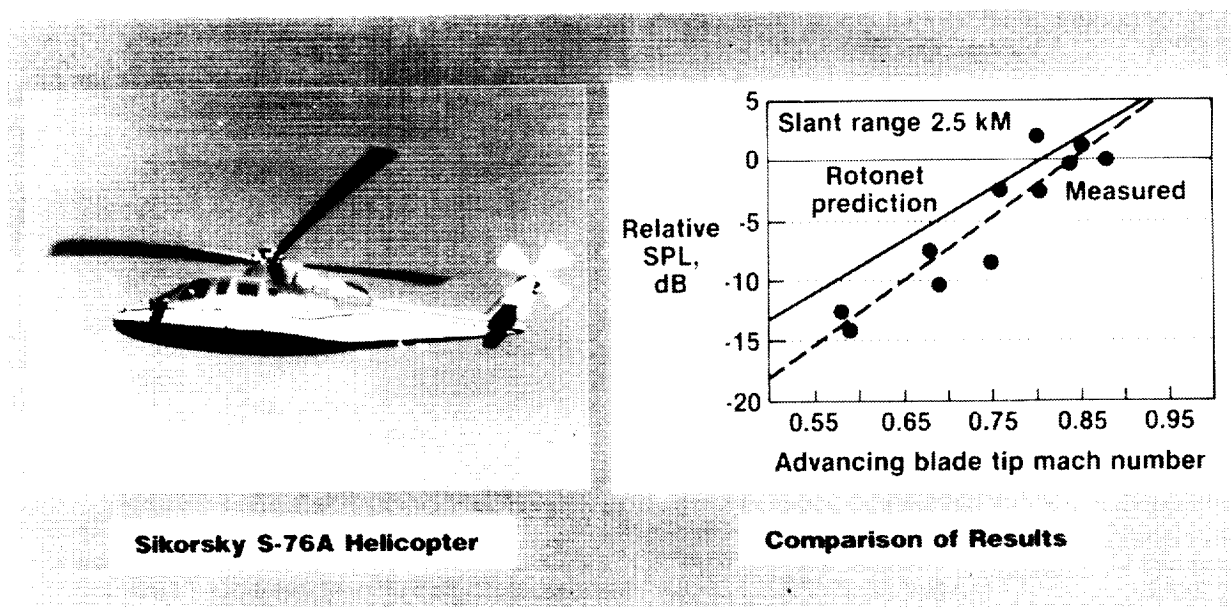 Sikorsky S-76A Helicopter
Slant range 2.5 kM
Rotonet
prediction
Measured
Relative
SPL,
dB
5
0
-5
-10
-15
-20
0.55 0.65 0.75 0.85 0.95
Advancing blade tip mach number
Comparison of Results